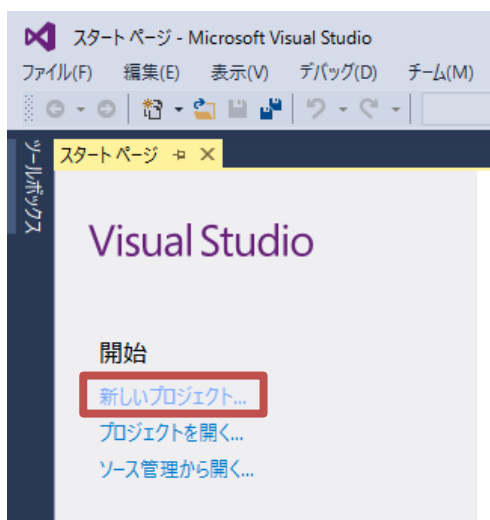 スタート ページ - Microsoft Visual Studio
ファイル(F) 編集(E) 表示(V) デバッグ(D) チーム(M)
ツールボックス
スタート ページ
Visual Studio
開始
新しいプロジェクト...
プロジェクトを開く...
ソース管理から開く...